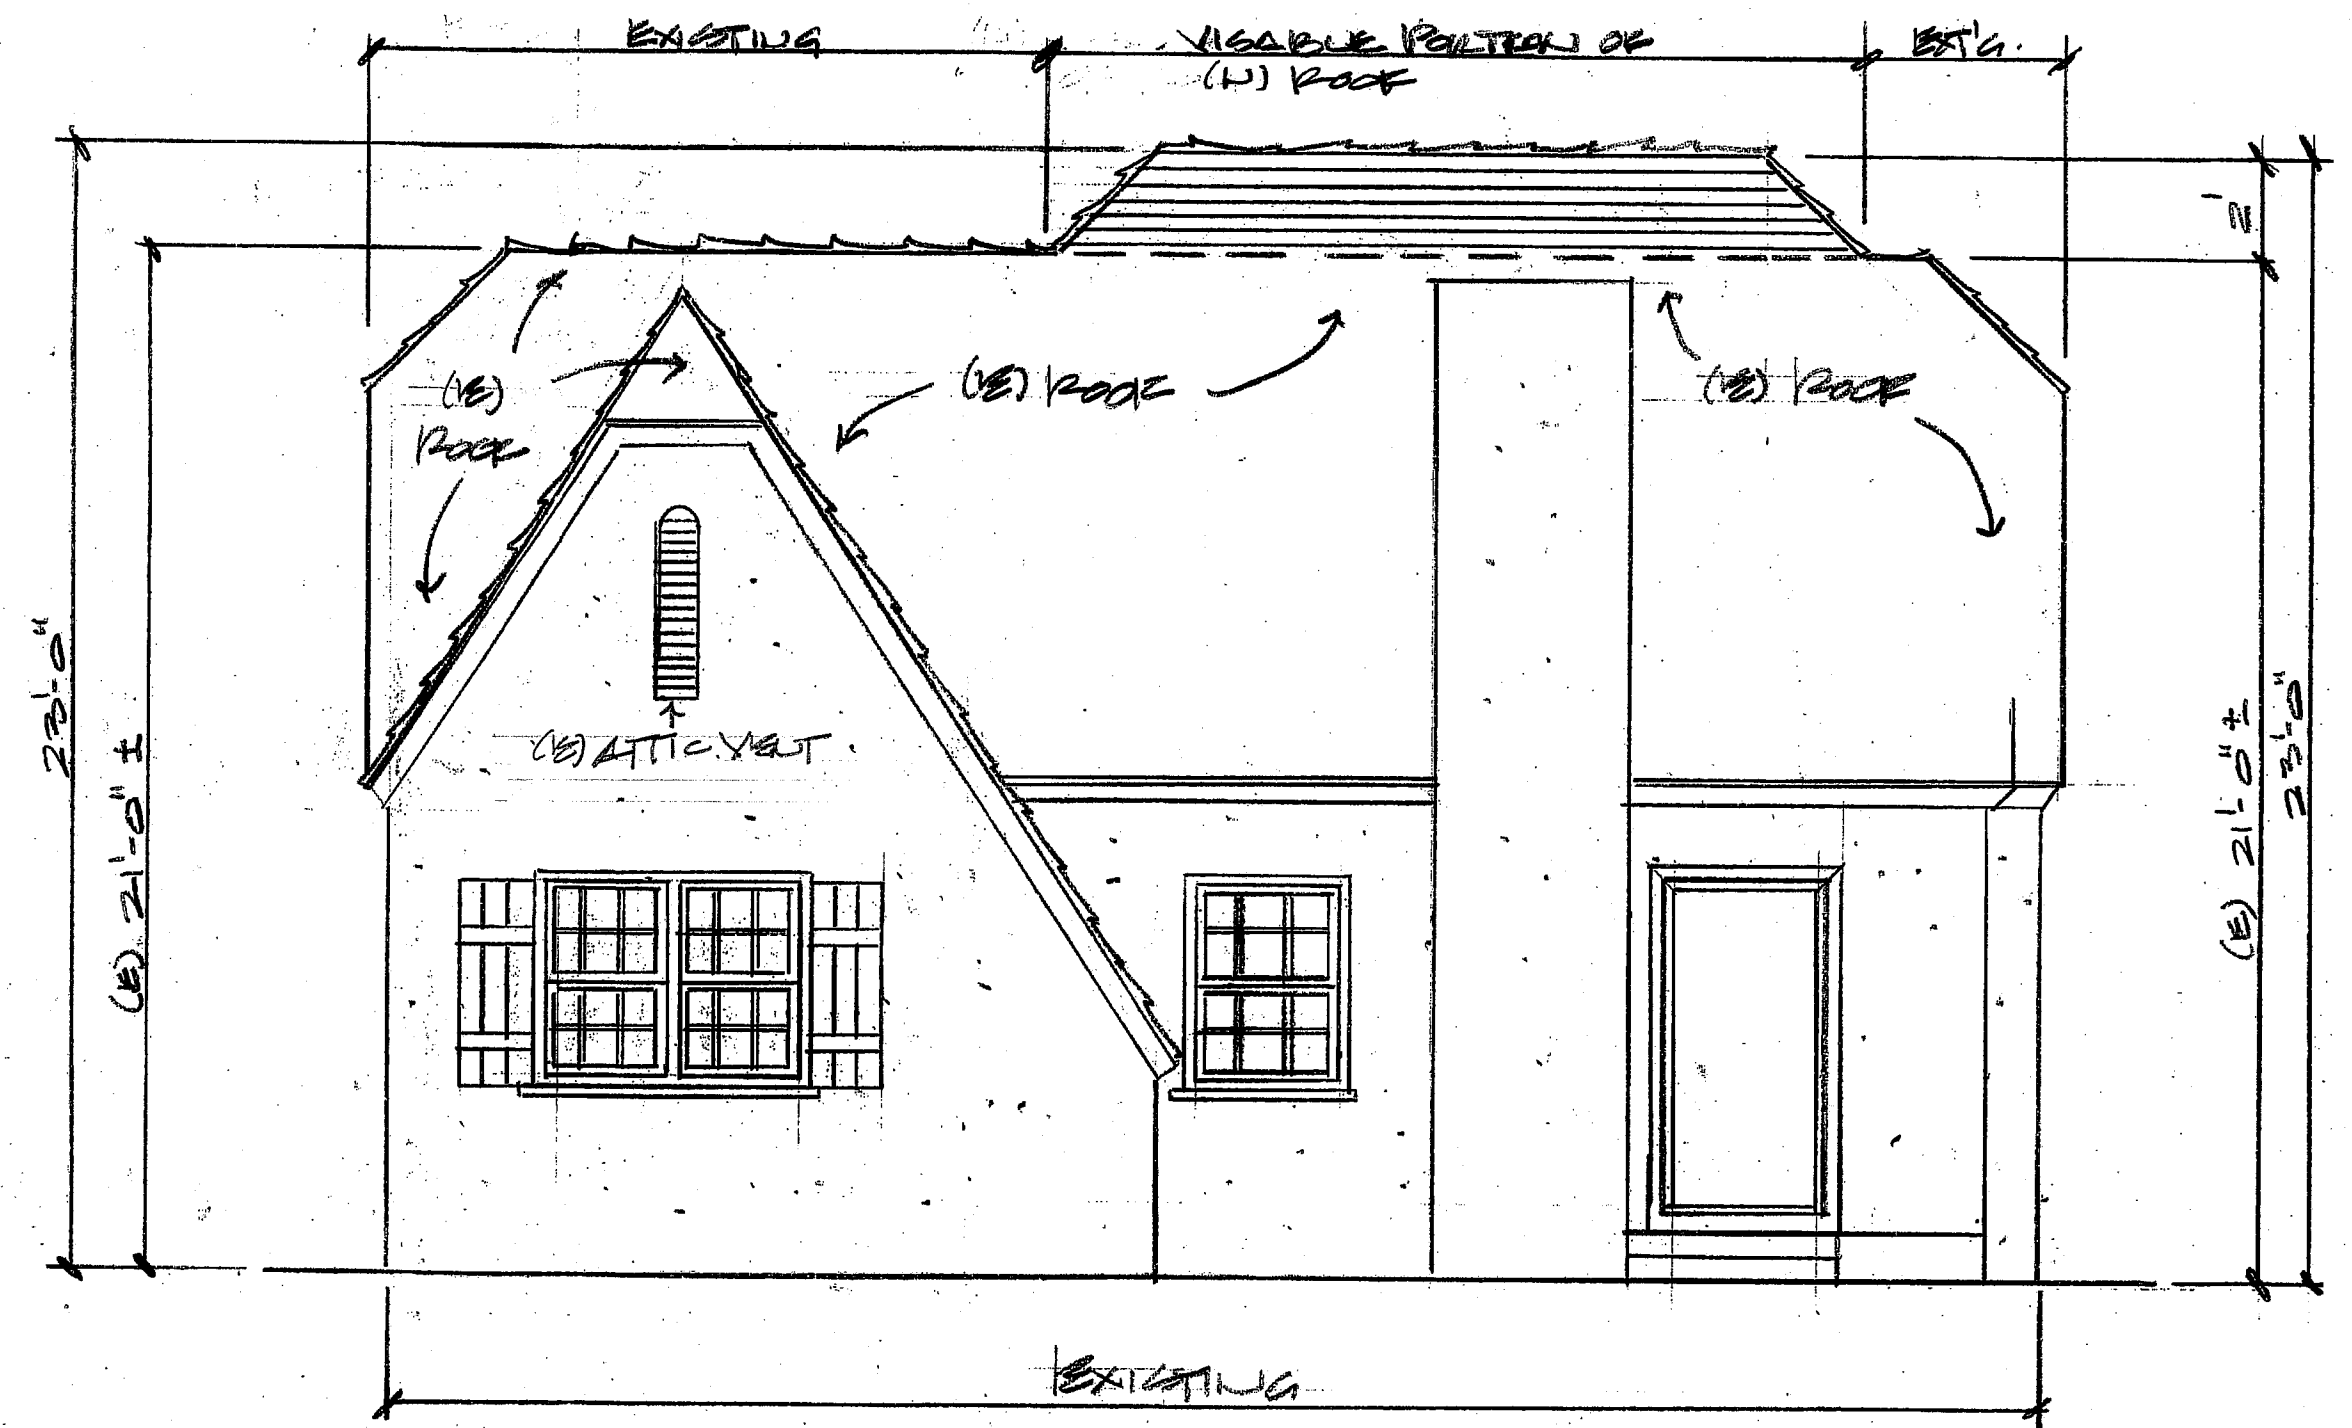 EXISTING
VISABLE PORTION OF
(N) ROOF
EXT'G.
2'
(E)
ROOF
(E) ROOF
(E) ROOF
(E) ATTIC VENT
23'-0"
(E) 21'-0" ±
(E) 21'-0" ±
23'-0"
EXISTING